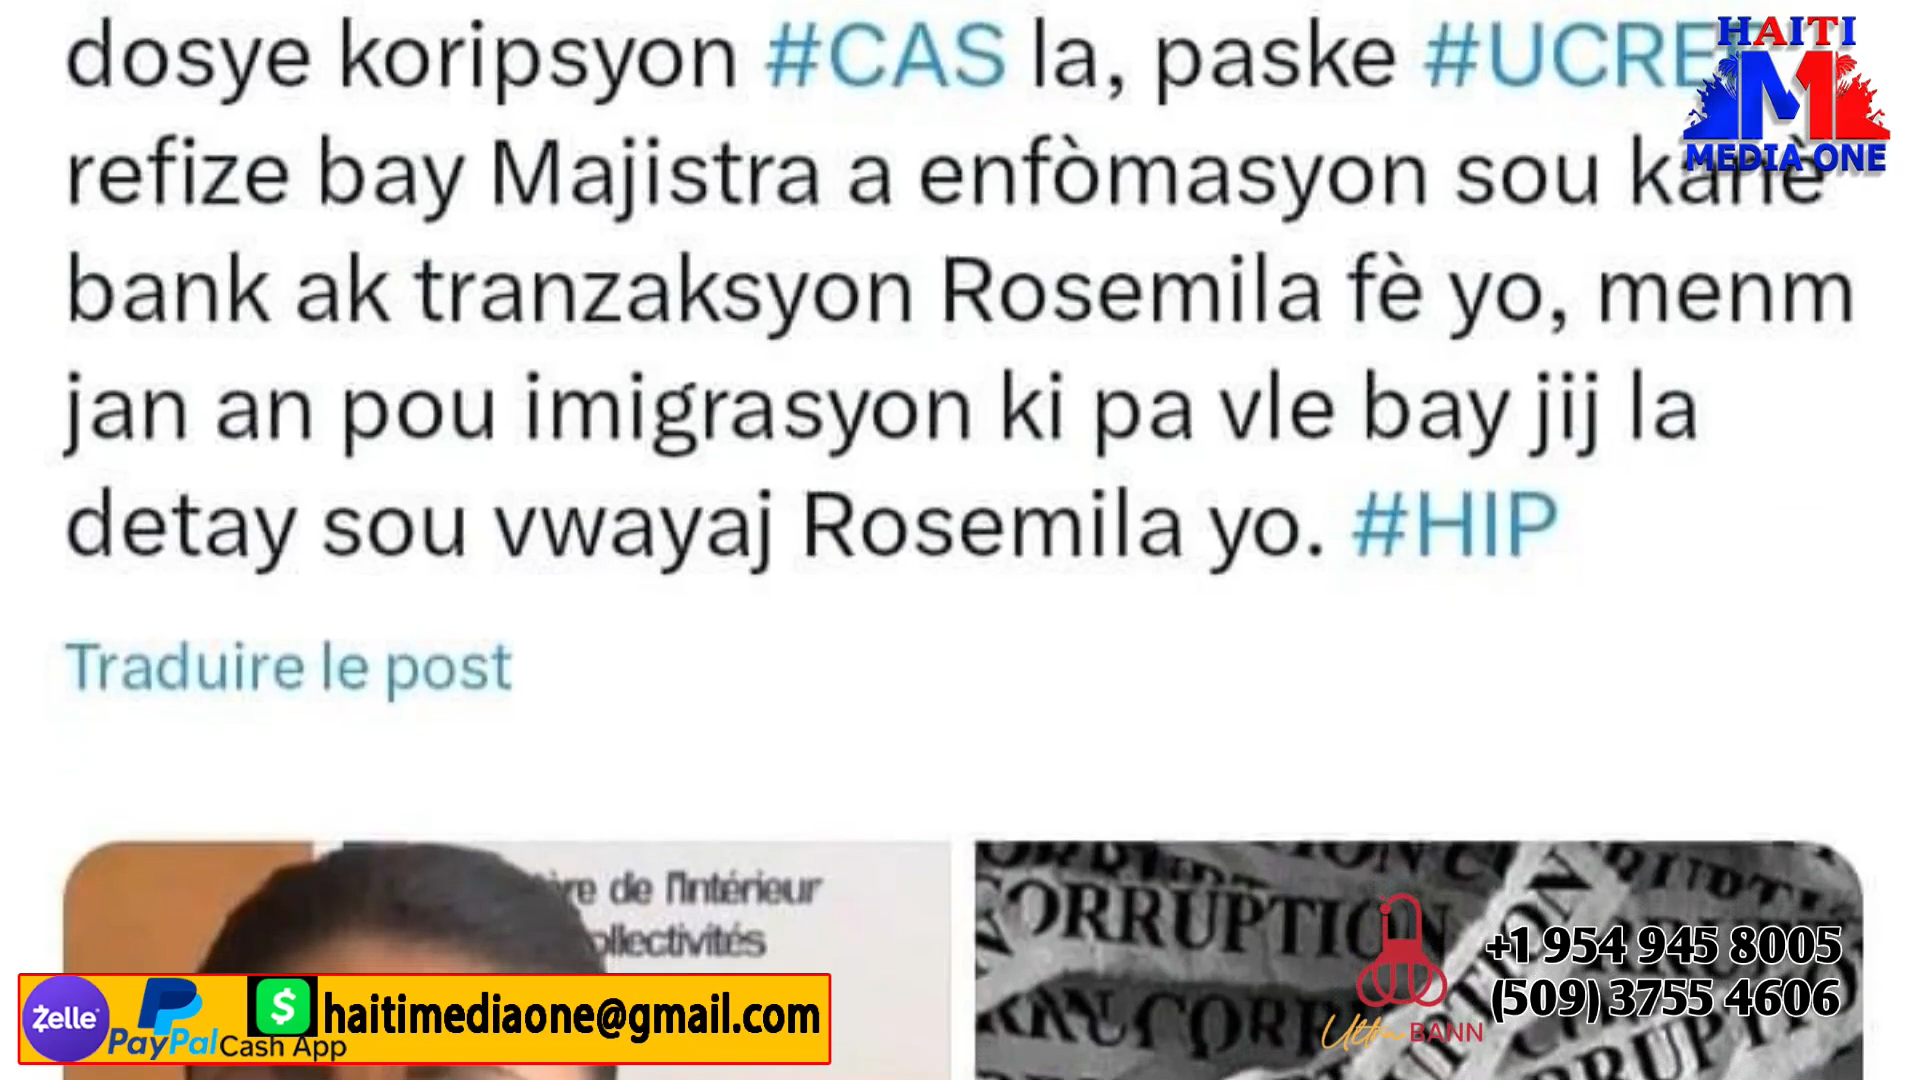 dosye koripsyon #CAS la, paske #UCRE
refize bay Majistra a enfòmasyon sou kanè
bank ak tranzaksyon Rosemila fè yo, menm
jan an pou imigrasyon ki pa vle bay jij la
detay sou vwayaj Rosemila yo. #HIP
Traduire le post
HAITI
M1
MEDIA ONE
de l'Intérieur
ollectivités
CORRUPTION
+1 954 945 8005
(509) 3755 4606
Ultra BANN
Zelle
PayPal
Cash App
haitimediaone@gmail.com